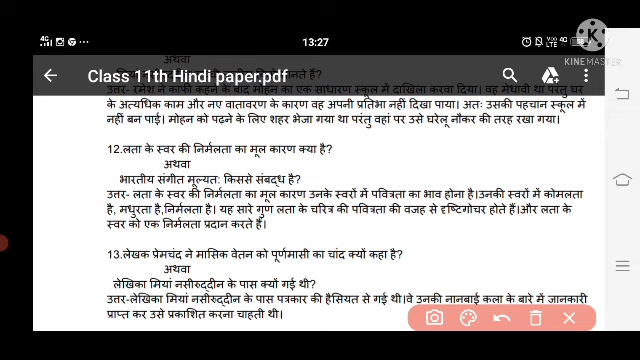 4G 13:27 VoD LTE 4G 58
KINEMASTER
अथवा
Class 11th Hindi paper.pdf
उत्तर- रमेश ने काफी कहने के बाद मोहन का एक साधारण स्कूल में दाखिला करवा दिया। वह मेधावी था परंतु घर
के अत्यधिक काम और नए वातावरण के कारण वह अपनी प्रतिभा नहीं दिखा पाया। अतः उसकी पहचान स्कूल में
नहीं बन पाई। मोहन को पढ़ने के लिए शहर भेजा गया था परंतु वहां पर उसे घरेलू नौकर की तरह रखा गया।
12.लता के स्वर की निर्मलता का मूल कारण क्या है?
अथवा
भारतीय संगीत मूल्यत: किससे संबद्ध है?
उत्तर- लता के स्वर की निर्मलता का मूल कारण उनके स्वरों में पवित्रता का भाव होना है।उनकी स्वरों में कोमलता
है, मधुरता है,निर्मलता है। यह सारे गुण लता के चरित्र की पवित्रता की वजह से दृष्टिगोचर होते हैं।और लता के
स्वर को एक निर्मलता प्रदान करते हैं।
13.लेखक प्रेमचंद ने मासिक वेतन को पूर्णमासी का चांद क्यों कहा है?
अथवा
लेखिका मियां नसीरुद्दीन के पास क्यों गई थी?
उत्तर-लेखिका मियां नसीरुद्दीन के पास पत्रकार की हैसियत से गई थी।वे उनकी नानबाई कला के बारे में जानकारी
प्राप्त कर उसे प्रकाशित करना चाहती थी।